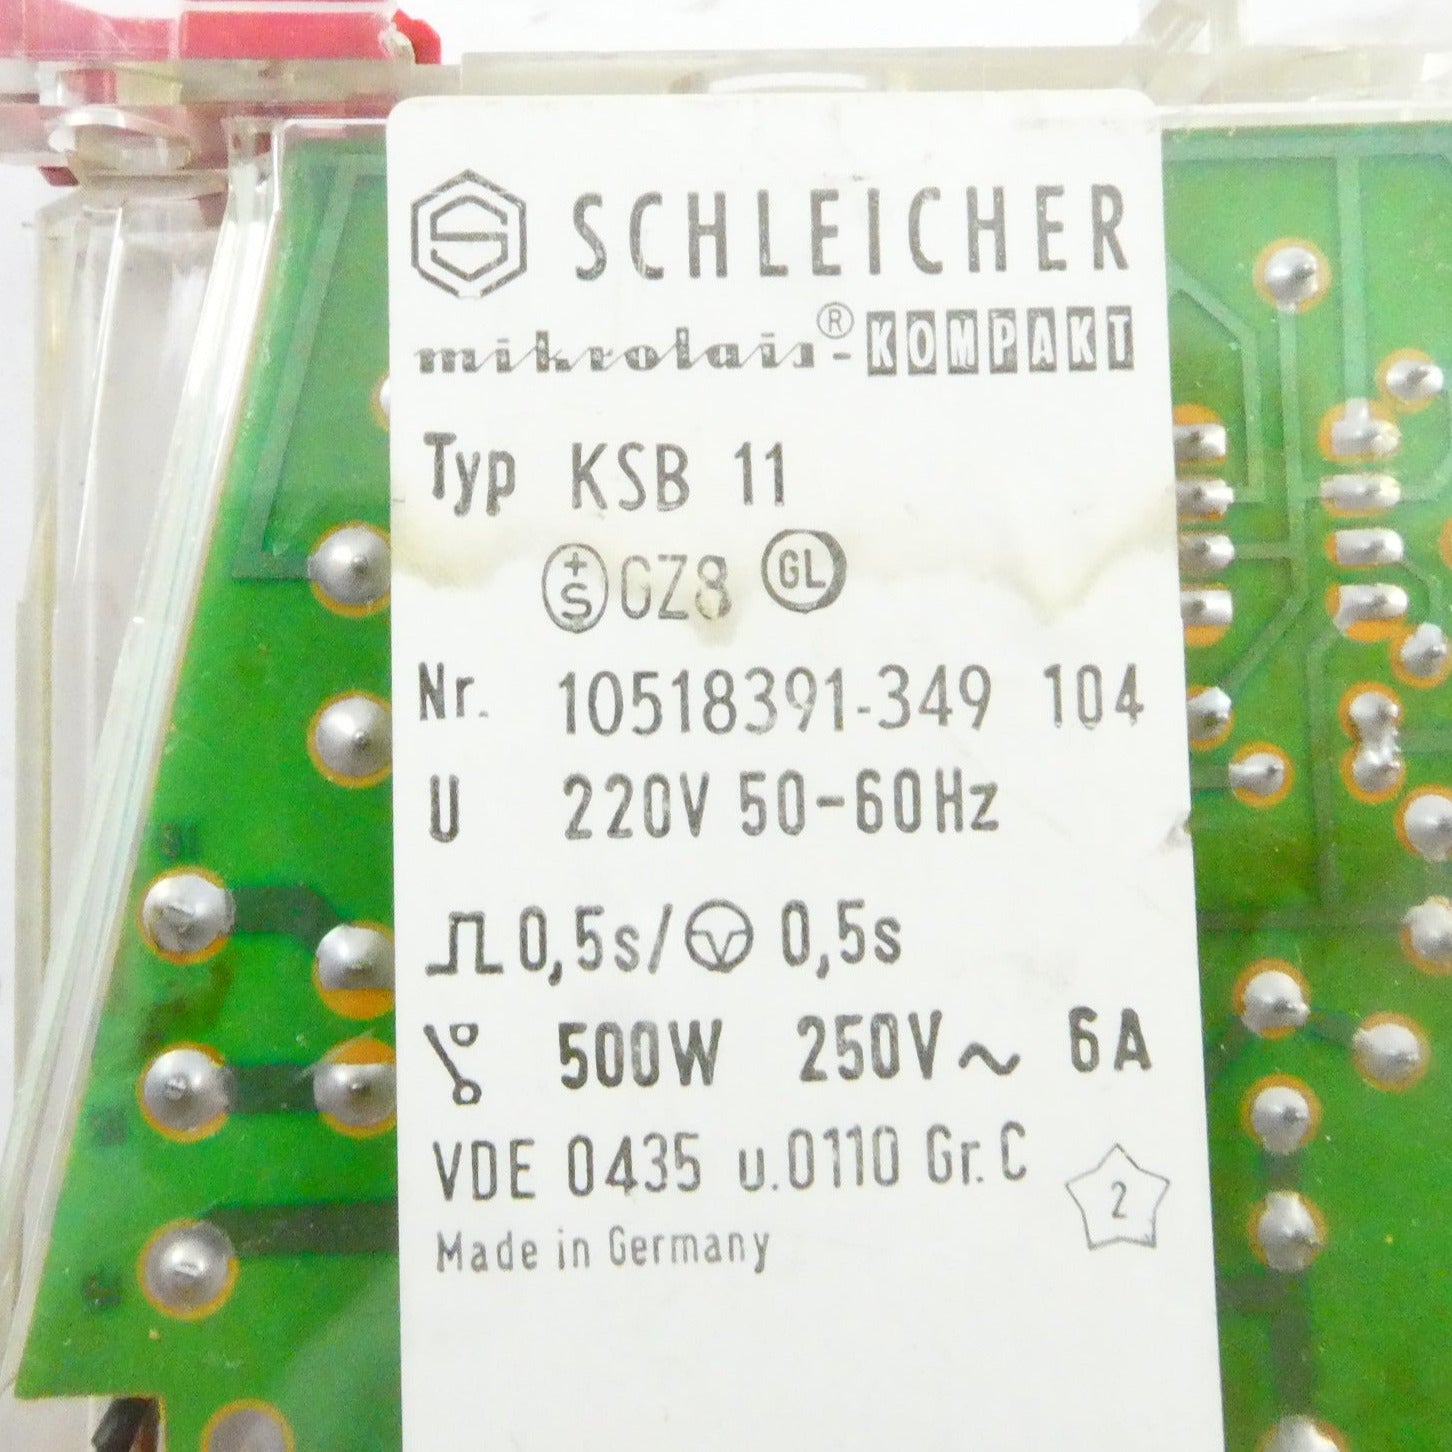 S SCHLEICHER
mikrolais®-KOMPAKT
Typ KSB 11
+S GZ8 GL
Nr. 10518391-349 104
U 220V 50-60Hz
0,5s/ 0,5s
500W 250V~ 6A
VDE 0435 u.0110 Gr.C
2
Made in Germany